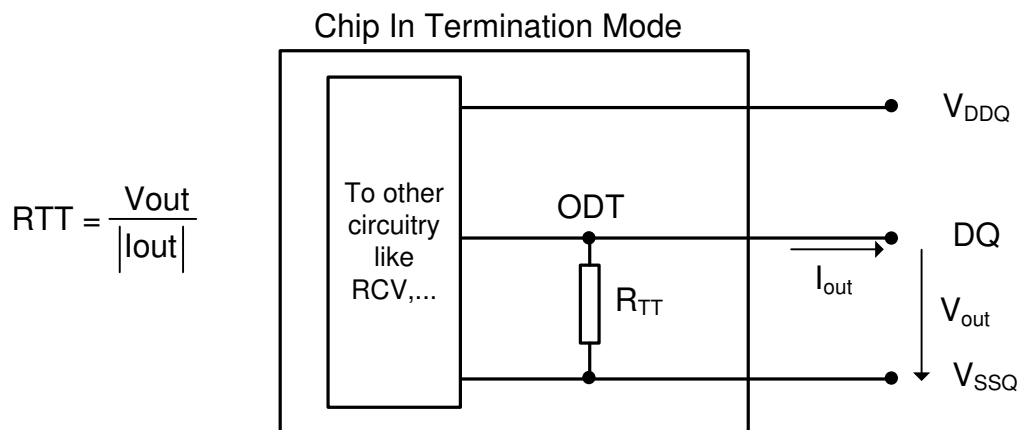 Chip In Termination Mode
VDDQ
To other
circuitry
like
RCV,...
ODT
DQ
RTT = Vout
|Iout|
Iout
RTT
Vout
VSSQ